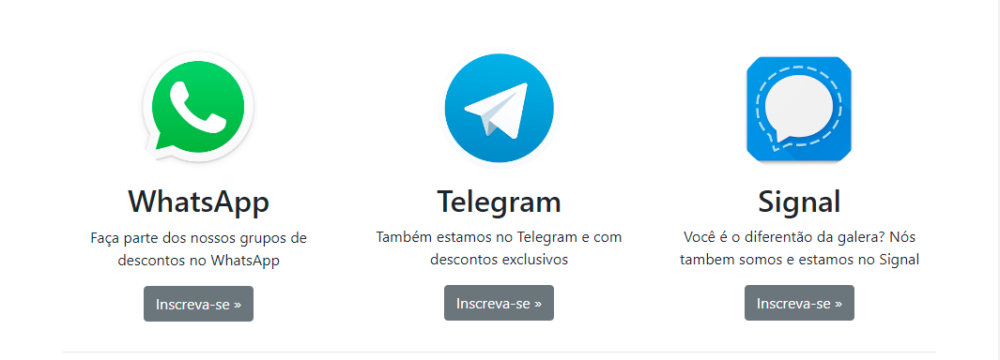 WhatsApp
Faça parte dos nossos grupos de
descontos no WhatsApp
Inscreva-se »
Telegram
Também estamos no Telegram e com
descontos exclusivos
Inscreva-se »
Signal
Você é o diferentão da galera? Nós
tambem somos e estamos no Signal
Inscreva-se »